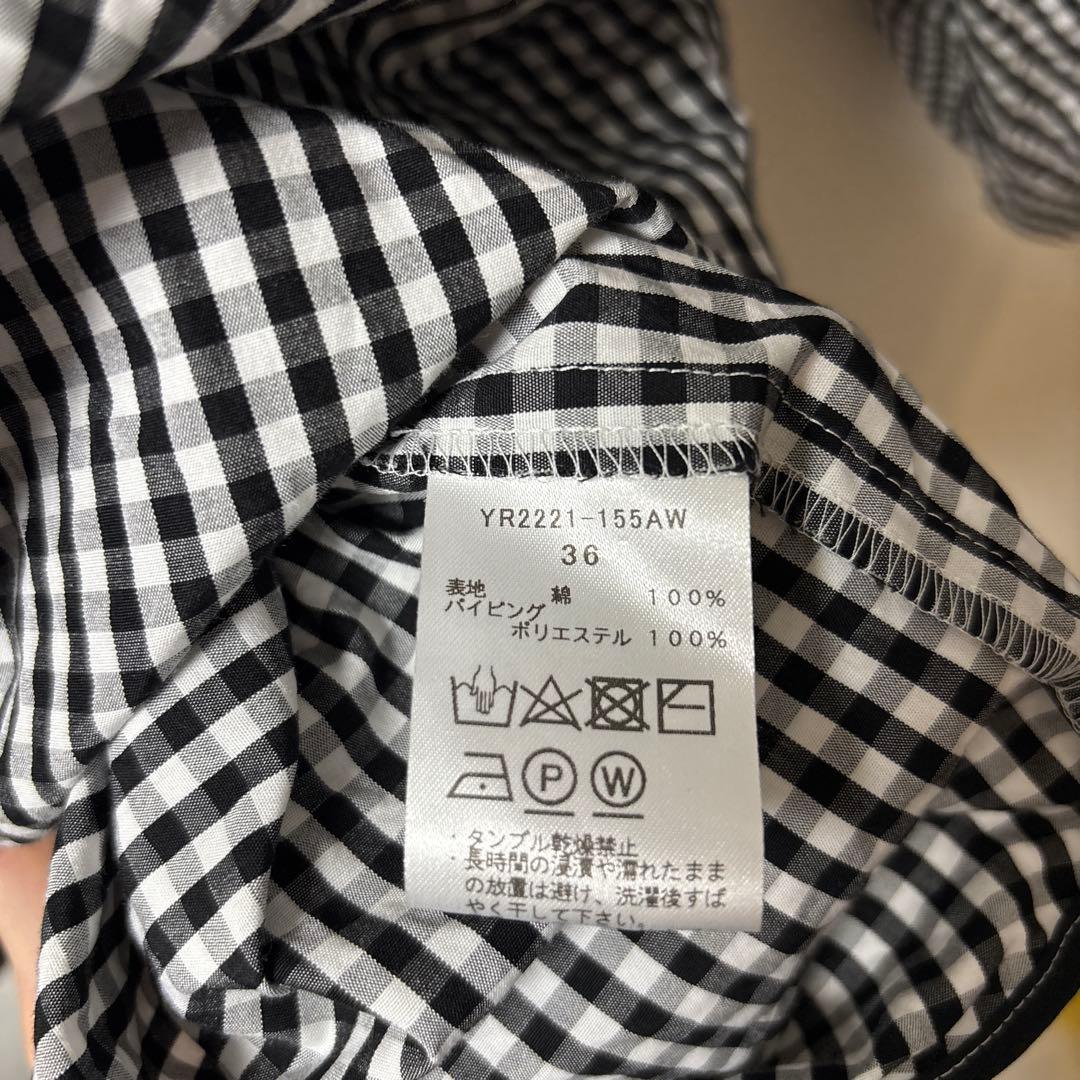 YR2221-155AW
36
表地 綿 100%
パイピング
ポリエステル 100%
P W
・タンブル乾燥禁止
・長時間の浸漬や濡れたまま
の放置は避け、洗濯後すば
やく干して下さい。